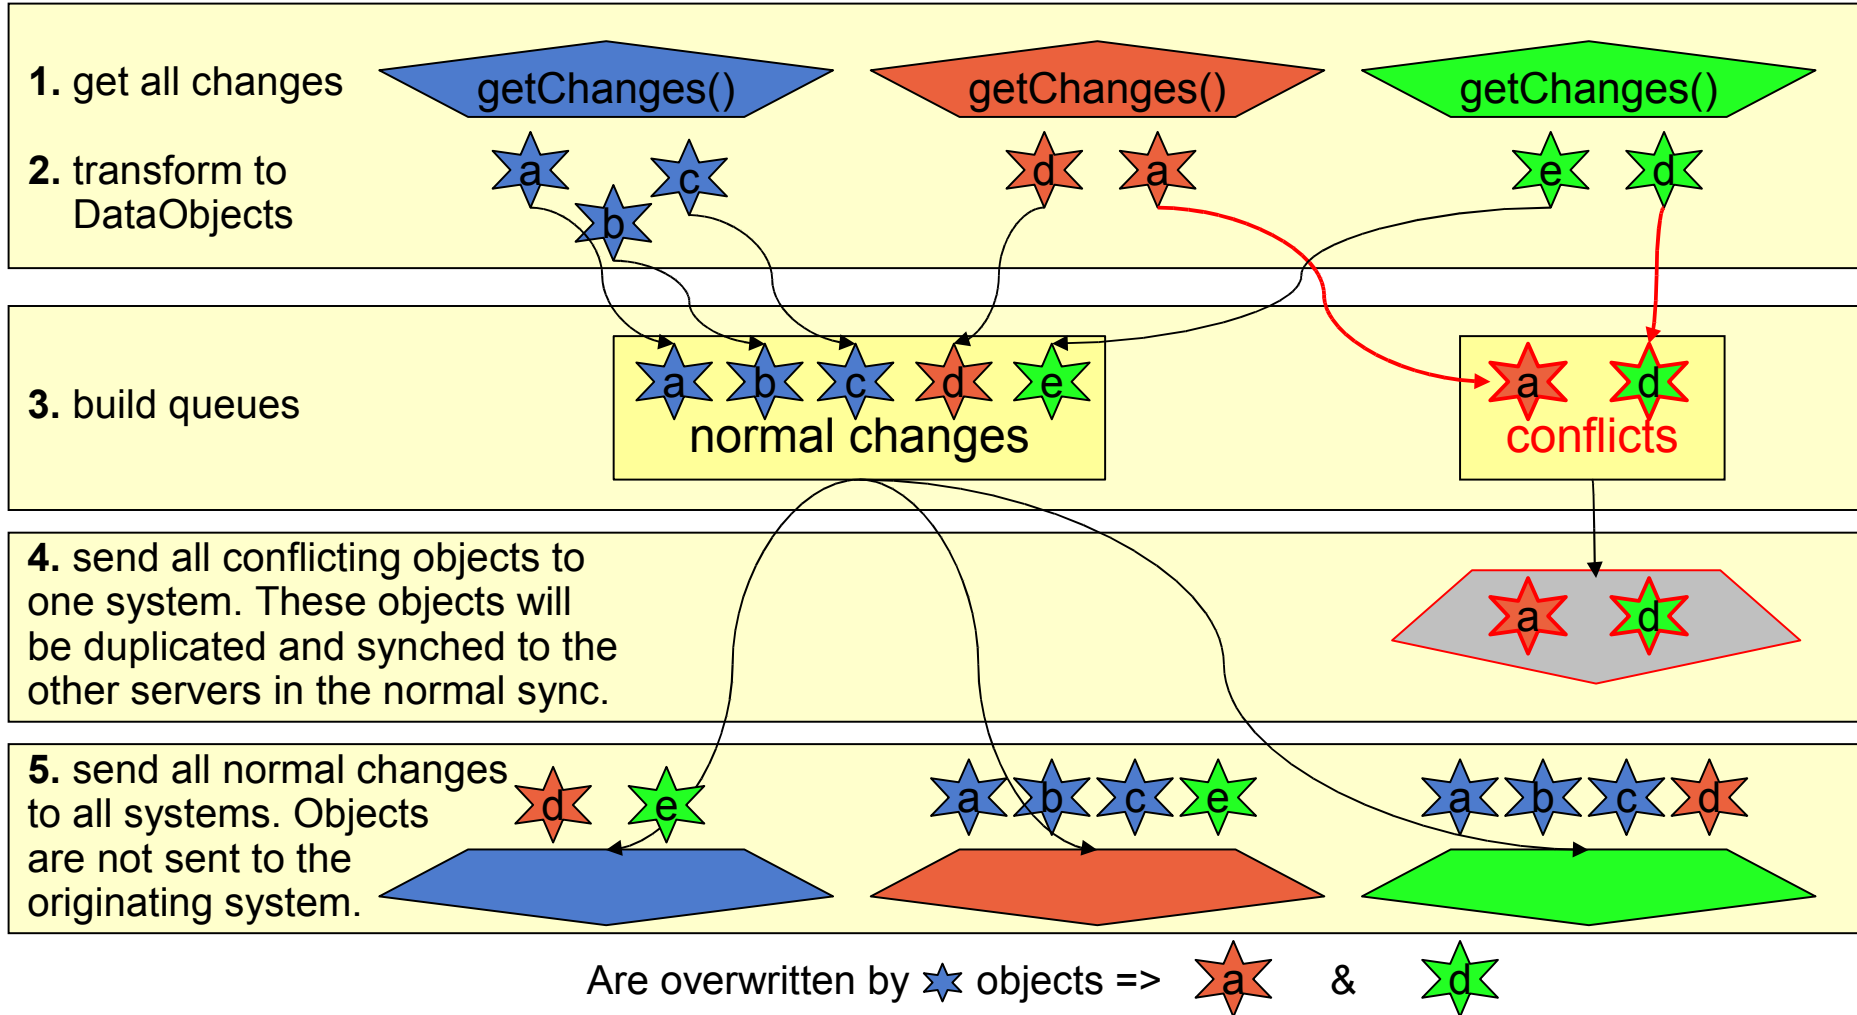 1. get all changes
getChanges() getChanges() getChanges()
2. transform to
DataObjects
a b c d a e d
3. build queues
a b c d e
normal changes
a d
conflicts
4. send all conflicting objects to
one system. These objects will
be duplicated and synched to the
other servers in the normal sync.
a d
5. send all normal changes
to all systems. Objects
are not sent to the
originating system.
d e
a b c e
a b c d
Are overwritten by objects => a & d